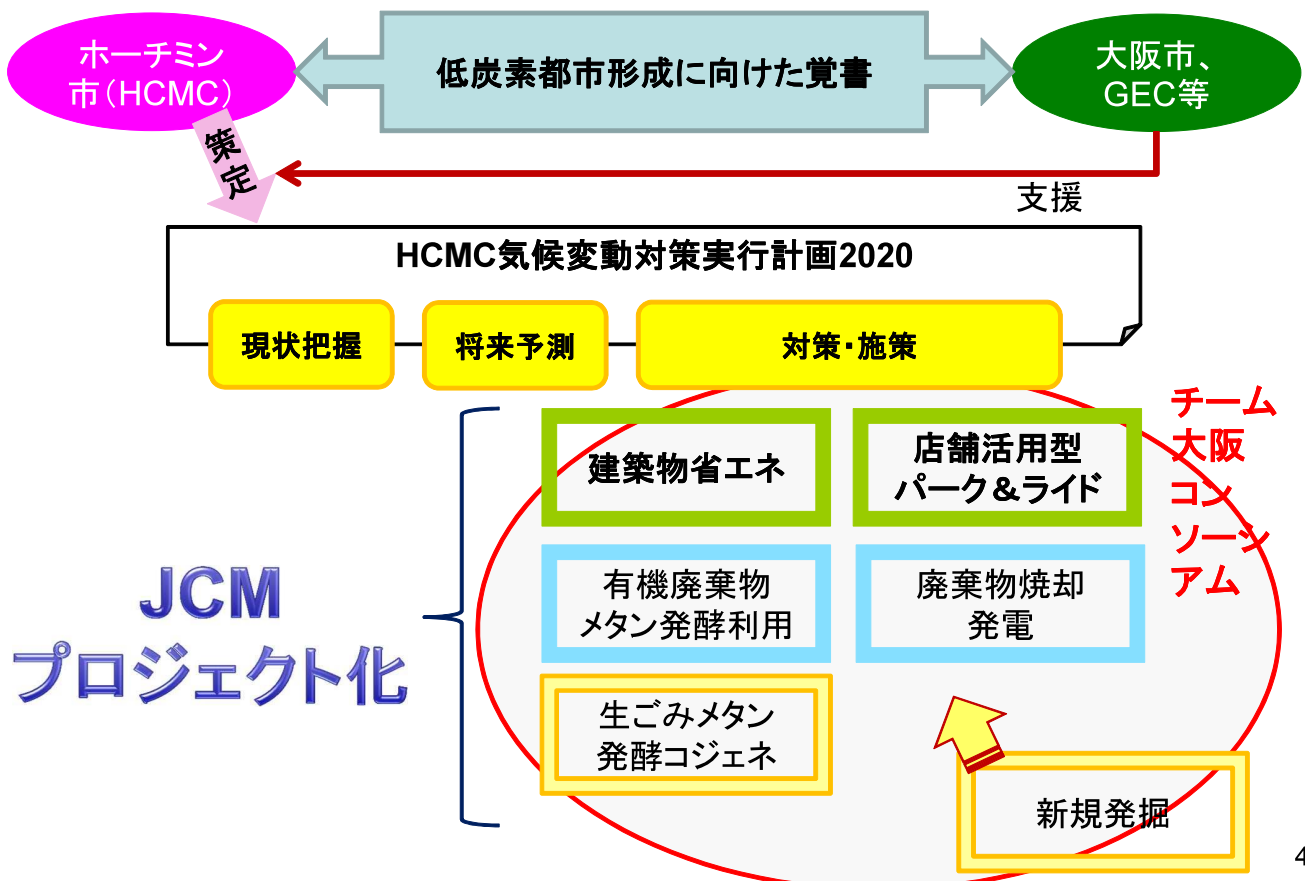 ホーチミン
市(HCMC)
低炭素都市形成に向けた覚書
大阪市、
GEC等
策
定
支援
HCMC気候変動対策実行計画2020
現状把握
将来予測
対策・施策
チーム
大阪
コン
ソーシ
アム
建築物省エネ
店舗活用型
パーク&ライド
有機廃棄物
メタン発酵利用
廃棄物焼却
発電
JCM
プロジェクト化
生ごみメタン
発酵コジェネ
新規発掘
4